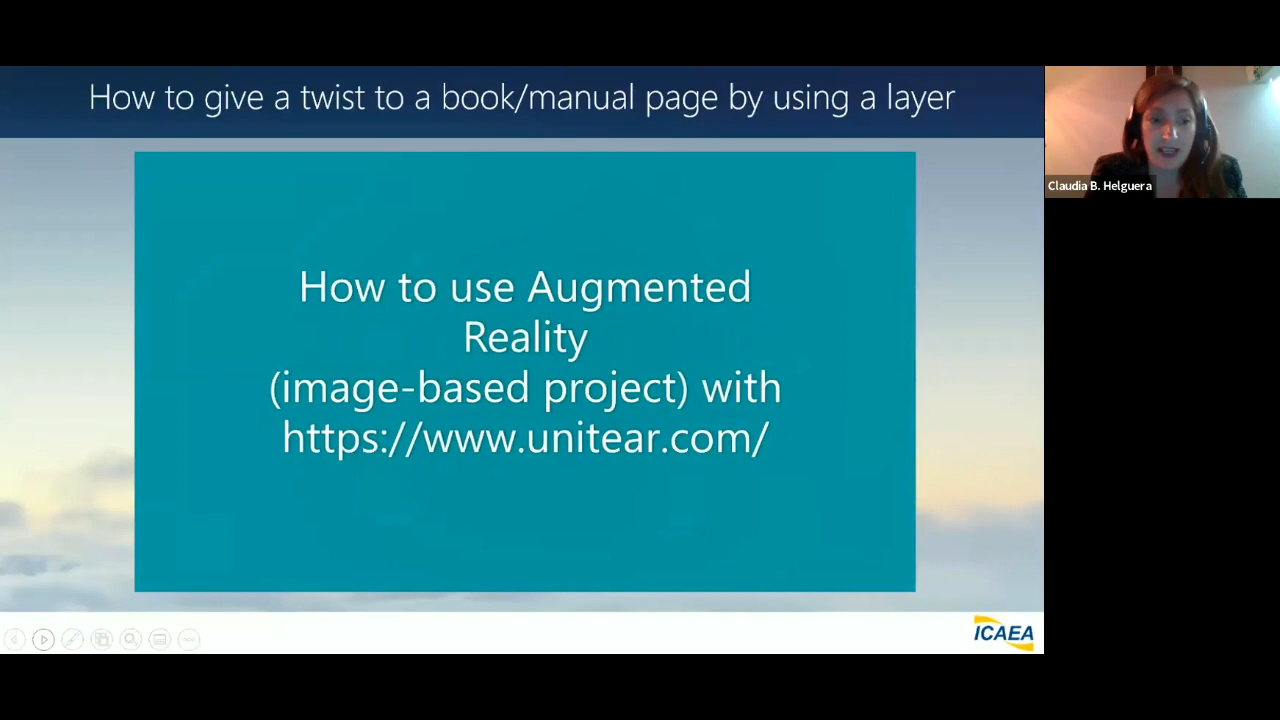 How to give a twist to a book/manual page by using a layer
How to use Augmented
Reality
(image-based project) with
https://www.unitear.com/
Claudia B. Helguera
ICAEA